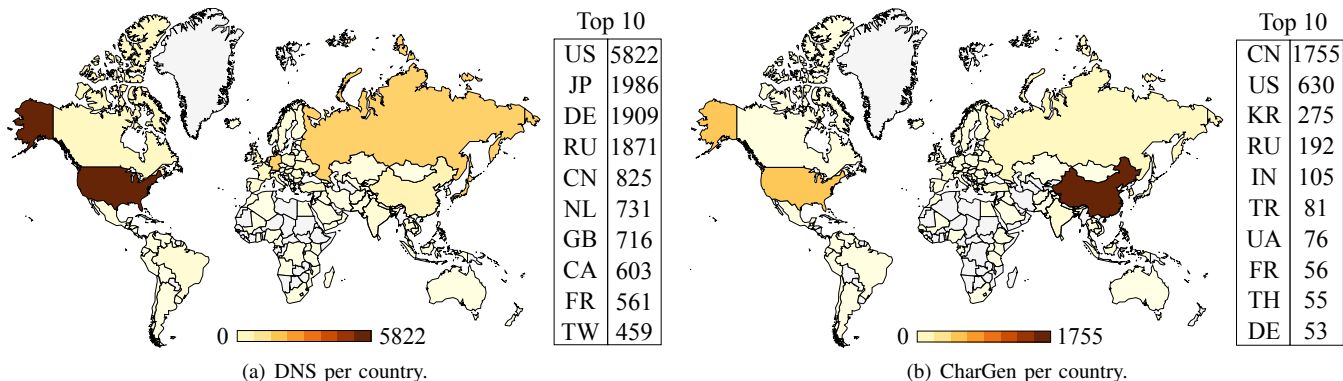 Top 10
US 5822
JP 1986
DE 1909
RU 1871
CN 825
NL 731
GB 716
CA 603
FR 561
TW 459
0 5822
(a) DNS per country.
Top 10
CN 1755
US 630
KR 275
RU 192
IN 105
TR 81
UA 76
FR 56
TH 55
DE 53
0 1755
(b) CharGen per country.